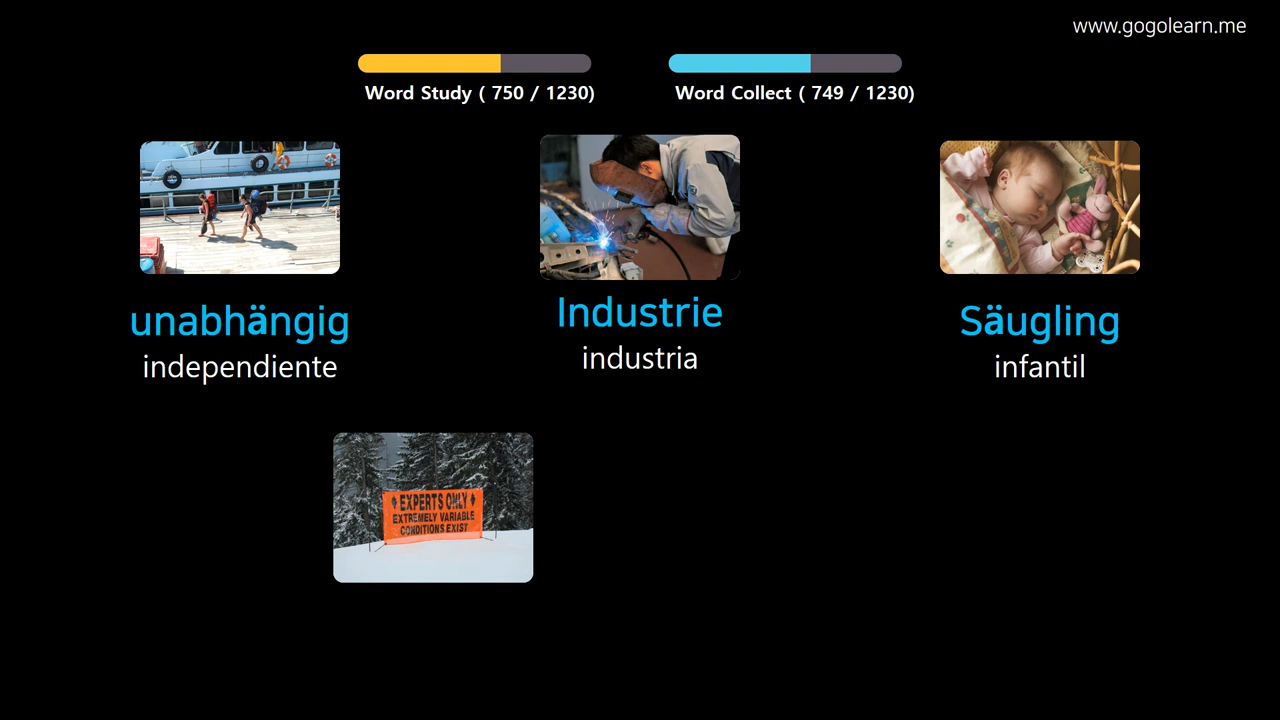 www.gogolearn.me
Word Study ( 750 / 1230)
Word Collect ( 749 / 1230)
unabhängig
independiente
Industrie
industria
Säugling
infantil
EXPERTS ONLY
EXTREMELY VARIABLE
CONDITIONS EXIST